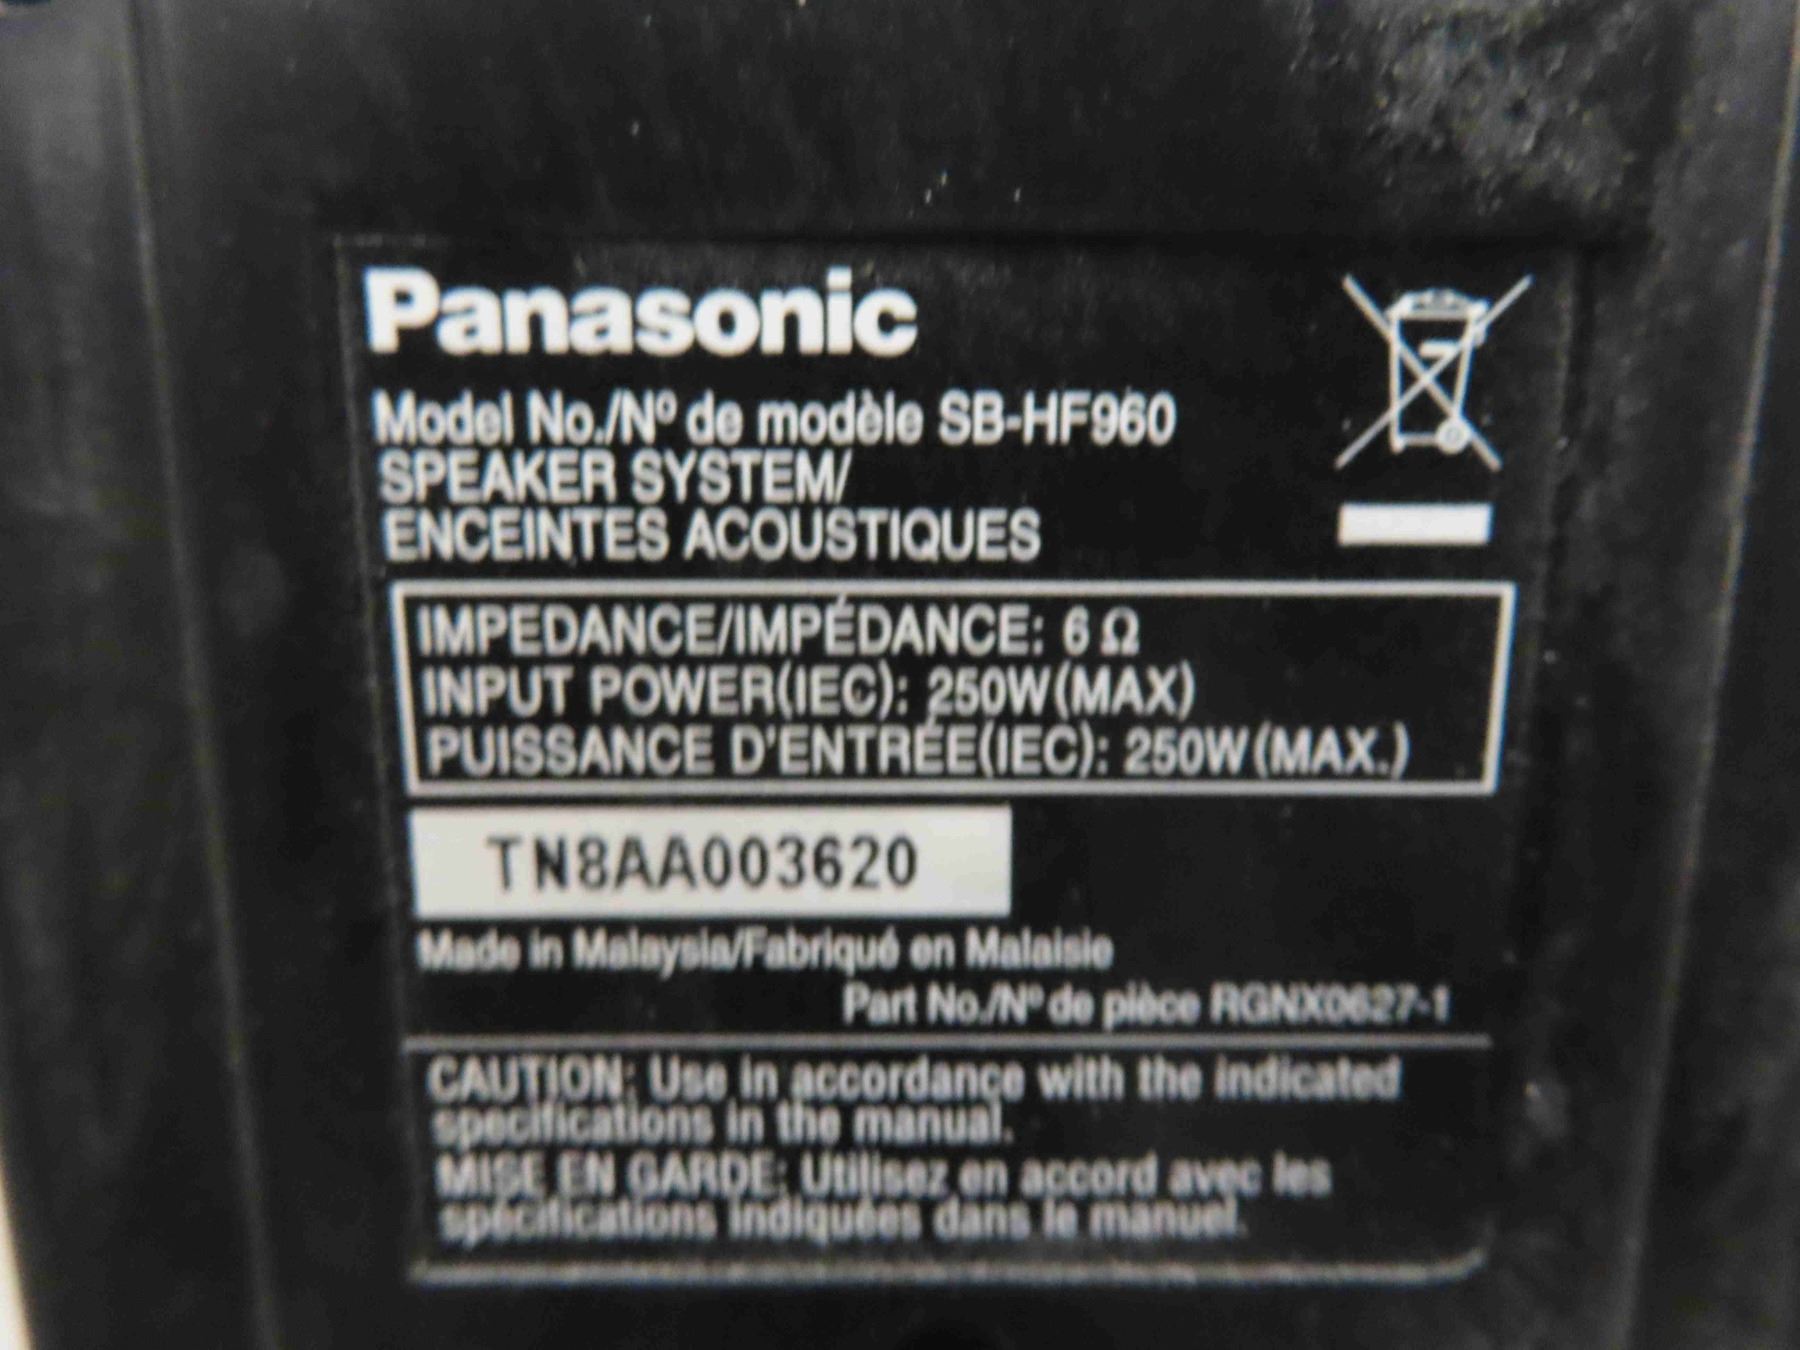 Panasonic
Model No./Nº de modèle SB-HF960
SPEAKER SYSTEM/
ENCEINTES ACOUSTIQUES
IMPEDANCE/IMPÉDANCE: 6 Ω
INPUT POWER(IEC): 250W(MAX)
PUISSANCE D'ENTRÉE(IEC): 250W(MAX.)
TN8AA003620
Made in Malaysia/Fabriqué en Malaisie
Part No./Nº de pièce RGNX0627-1
CAUTION: Use in accordance with the indicated
specifications in the manual.
MISE EN GARDE: Utilisez en accord avec les
spécifications indiquées dans le manuel.